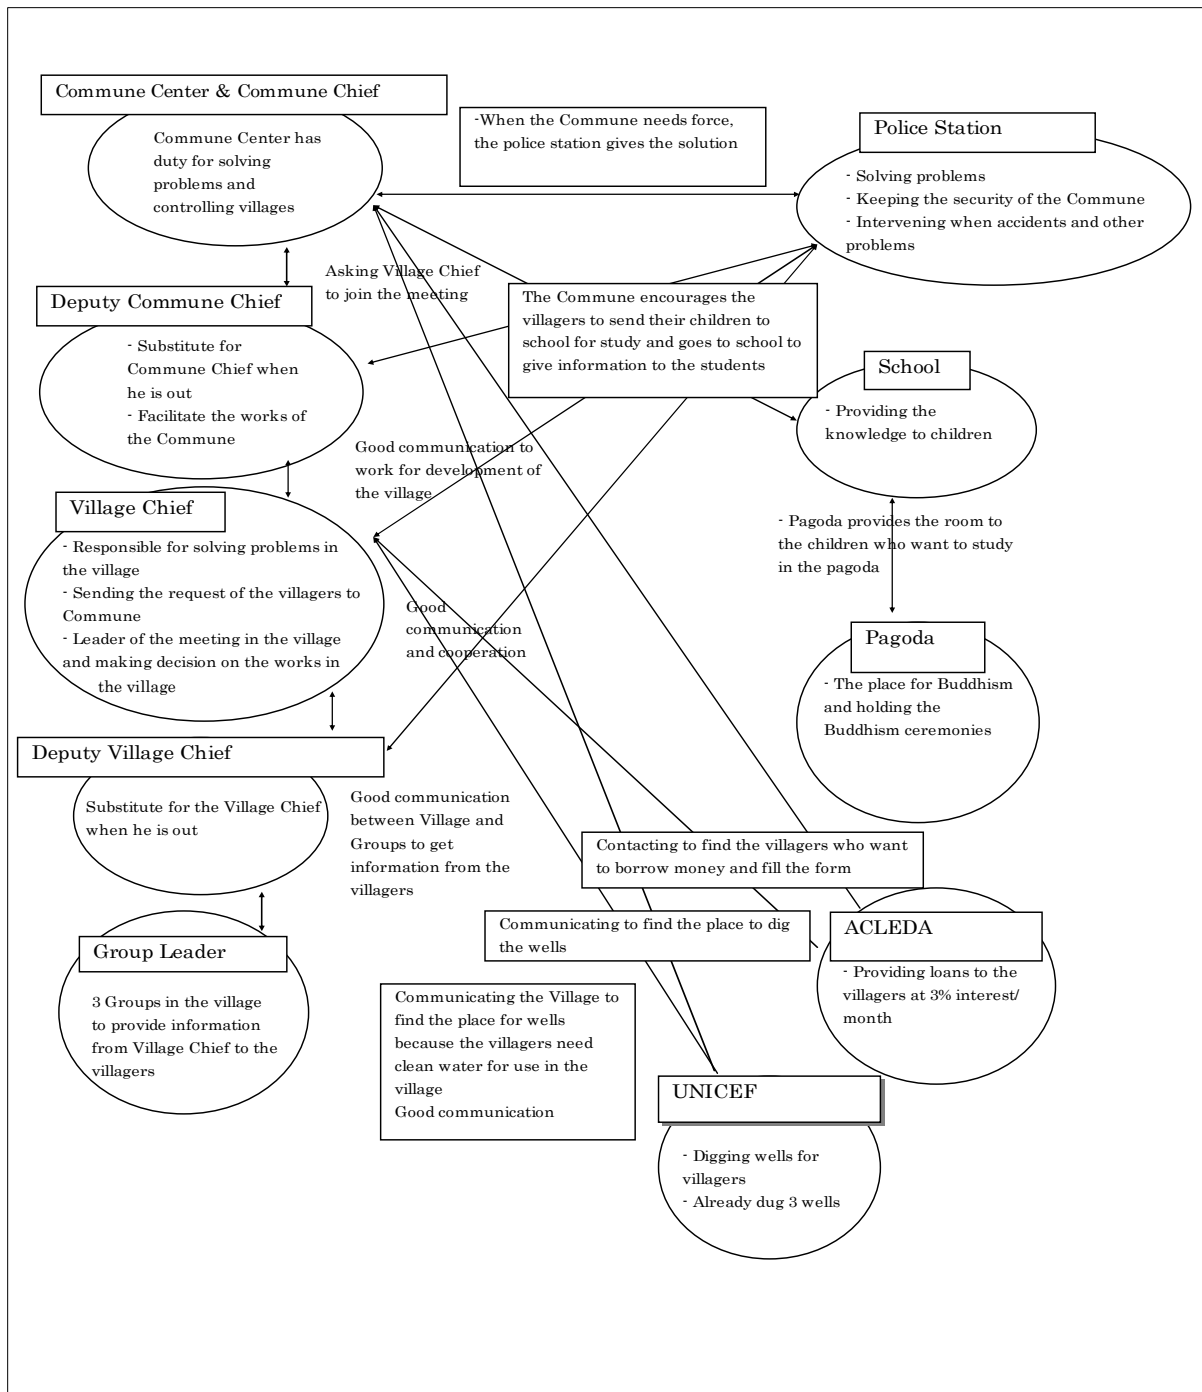 Commune Center & Commune Chief
Commune Center has
duty for solving
problems and
controlling villages
-When the Commune needs force,
the police station gives the solution
Police Station
- Solving problems
- Keeping the security of the Commune
- Intervening when accidents and other
problems
Asking Village Chief
to join the meeting
Deputy Commune Chief
- Substitute for
Commune Chief when
he is out
- Facilitate the works of
the Commune
The Commune encourages the
villagers to send their children to
school for study and goes to school to
give information to the students
School
- Providing the
knowledge to children
Good communication to
work for development of
the village
Village Chief
- Responsible for solving problems in
the village
- Sending the request of the villagers to
Commune
- Leader of the meeting in the village
and making decision on the works in
the village
- Pagoda provides the room to
the children who want to study
in the pagoda
Good
communication
and cooperation
Pagoda
- The place for Buddhism
and holding the
Buddhism ceremonies
Deputy Village Chief
Substitute for the Village Chief
when he is out
Good communication
between Village and
Groups to get
information from the
villagers
Contacting to find the villagers who want
to borrow money and fill the form
Communicating to find the place to dig
the wells
ACLEDA
- Providing loans to the
villagers at 3% interest/
month
Group Leader
3 Groups in the village
to provide information
from Village Chief to the
villagers
Communicating the Village to
find the place for wells
because the villagers need
clean water for use in the
village
Good communication
UNICEF
- Digging wells for
villagers
- Already dug 3 wells